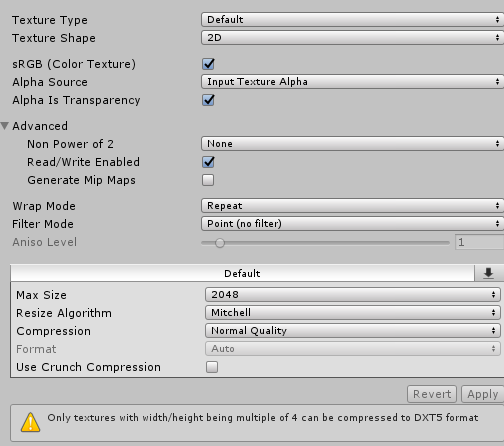 Texture Type Default
Texture Shape 2D
sRGB (Color Texture)
Alpha Source Input Texture Alpha
Alpha Is Transparency
Advanced
Non Power of 2 None
Read/Write Enabled
Generate Mip Maps
Wrap Mode Repeat
Filter Mode Point (no filter)
Aniso Level 1
Default
Max Size 2048
Resize Algorithm Mitchell
Compression Normal Quality
Format Auto
Use Crunch Compression
Revert Apply
Only textures with width/height being multiple of 4 can be compressed to DXT5 format